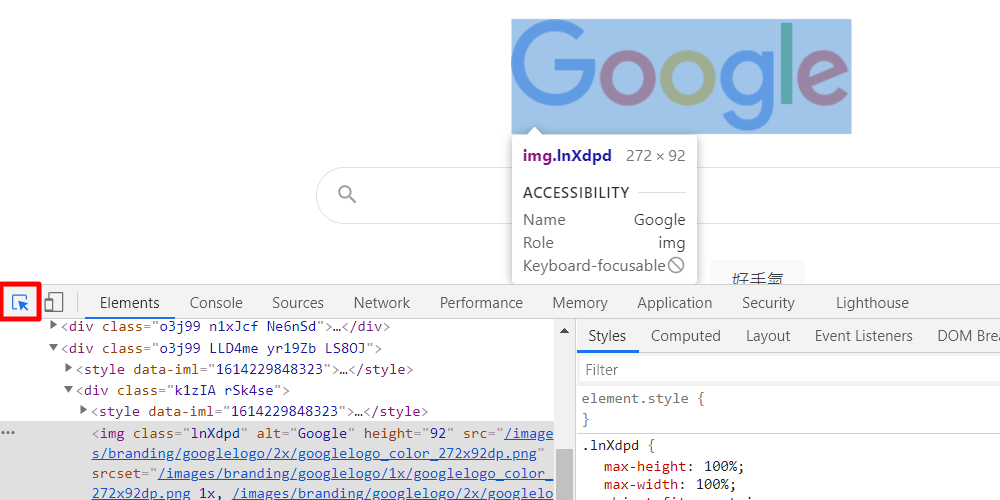 Google
img.lnXdpd 272 × 92
ACCESSIBILITY
Name Google
Role img
Keyboard-focusable
好手氣
Elements Console Sources Network Performance Memory Application Security Lighthouse
<div class="o3j99 n1xJcf Ne6nSd">…</div>
<div class="o3j99 LLD4me yr19Zb LS8OJ">
<style data-iml="1614229848323">…</style>
<div class="k1zIA rSk4se">
<style data-iml="1614229848323">…</style>
<img class="lnXdpd" alt="Google" height="92" src="/image
s/branding/googlelogo/2x/googlelogo_color_272x92dp.png"
srcset="/images/branding/googlelogo/1x/googlelogo_color_
272x92dp.png 1x, /images/branding/googlelogo/2x/googlelo
Styles Computed Layout Event Listeners DOM Brea
Filter
element.style {
}
.lnXdpd {
max-height: 100%;
max-width: 100%;